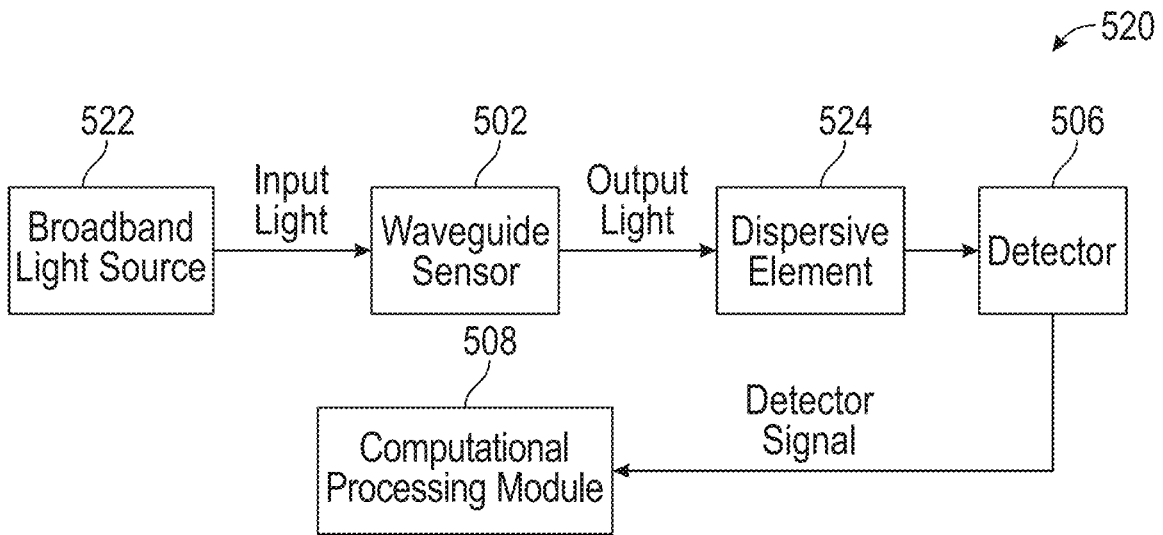 520
522
502
524
506
Input
Light
Output
Light
Broadband
Light Source
Waveguide
Sensor
Dispersive
Element
Detector
508
Detector
Signal
Computational
Processing Module